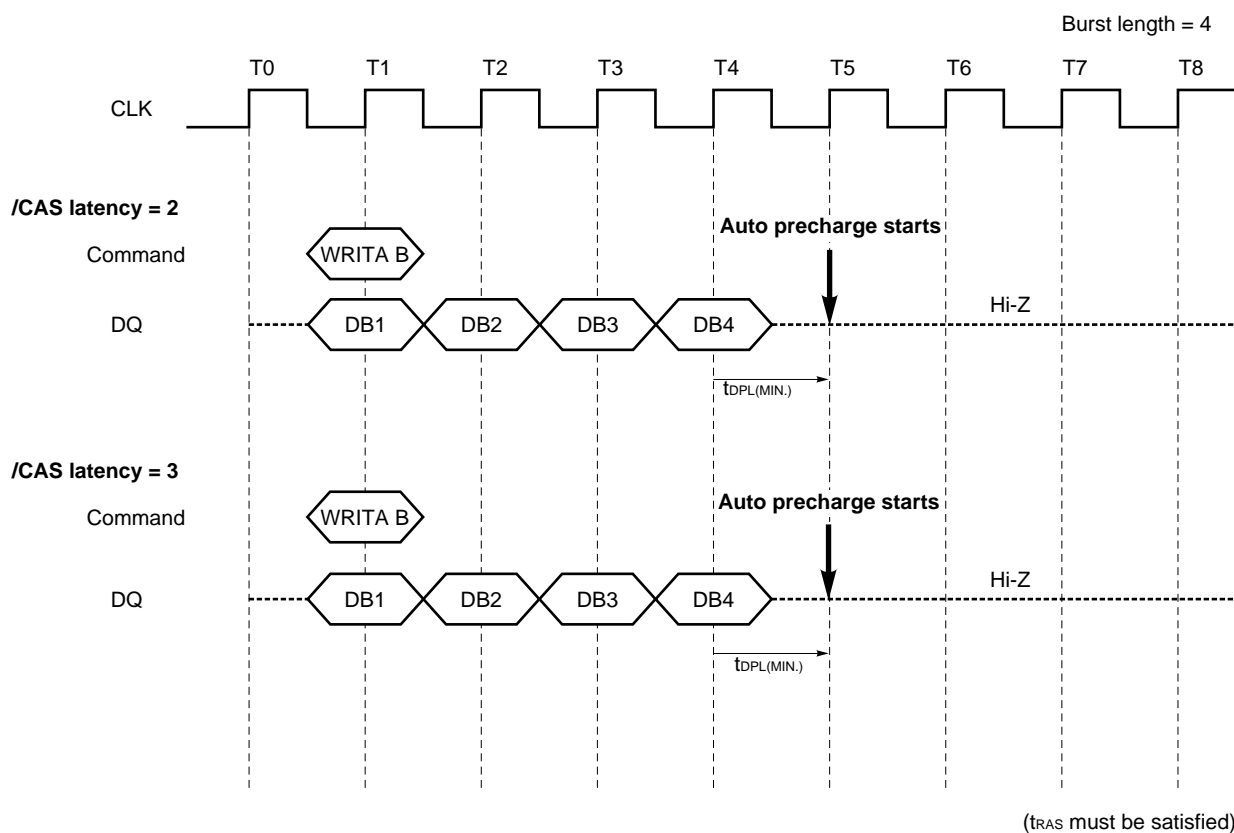 Burst length = 4
T0 T1 T2 T3 T4 T5 T6 T7 T8
CLK
/CAS latency = 2
Auto precharge starts
Command WRITA B
DQ DB1 DB2 DB3 DB4 Hi-Z
tDPL(MIN.)
/CAS latency = 3
Auto precharge starts
Command WRITA B
DQ DB1 DB2 DB3 DB4 Hi-Z
tDPL(MIN.)
(tRAS must be satisfied)